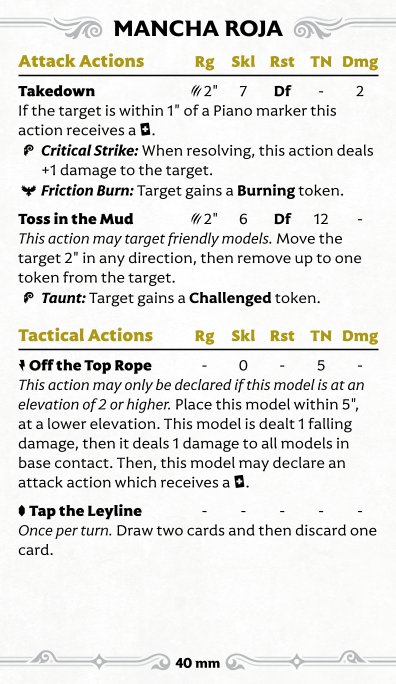 MANCHA ROJA
Attack Actions Rg Skl Rst TN Dmg
Takedown 2" 7 Df - 2
If the target is within 1" of a Piano marker this
action receives a .
Critical Strike: When resolving, this action deals
+1 damage to the target.
Friction Burn: Target gains a Burning token.
Toss in the Mud 2" 6 Df 12 -
This action may target friendly models. Move the
target 2" in any direction, then remove up to one
token from the target.
Taunt: Target gains a Challenged token.
Tactical Actions Rg Skl Rst TN Dmg
Off the Top Rope - 0 - 5 -
This action may only be declared if this model is at an
elevation of 2 or higher. Place this model within 5",
at a lower elevation. This model is dealt 1 falling
damage, then it deals 1 damage to all models in
base contact. Then, this model may declare an
attack action which receives a .
Tap the Leyline - - - - -
Once per turn. Draw two cards and then discard one
card.
40 mm